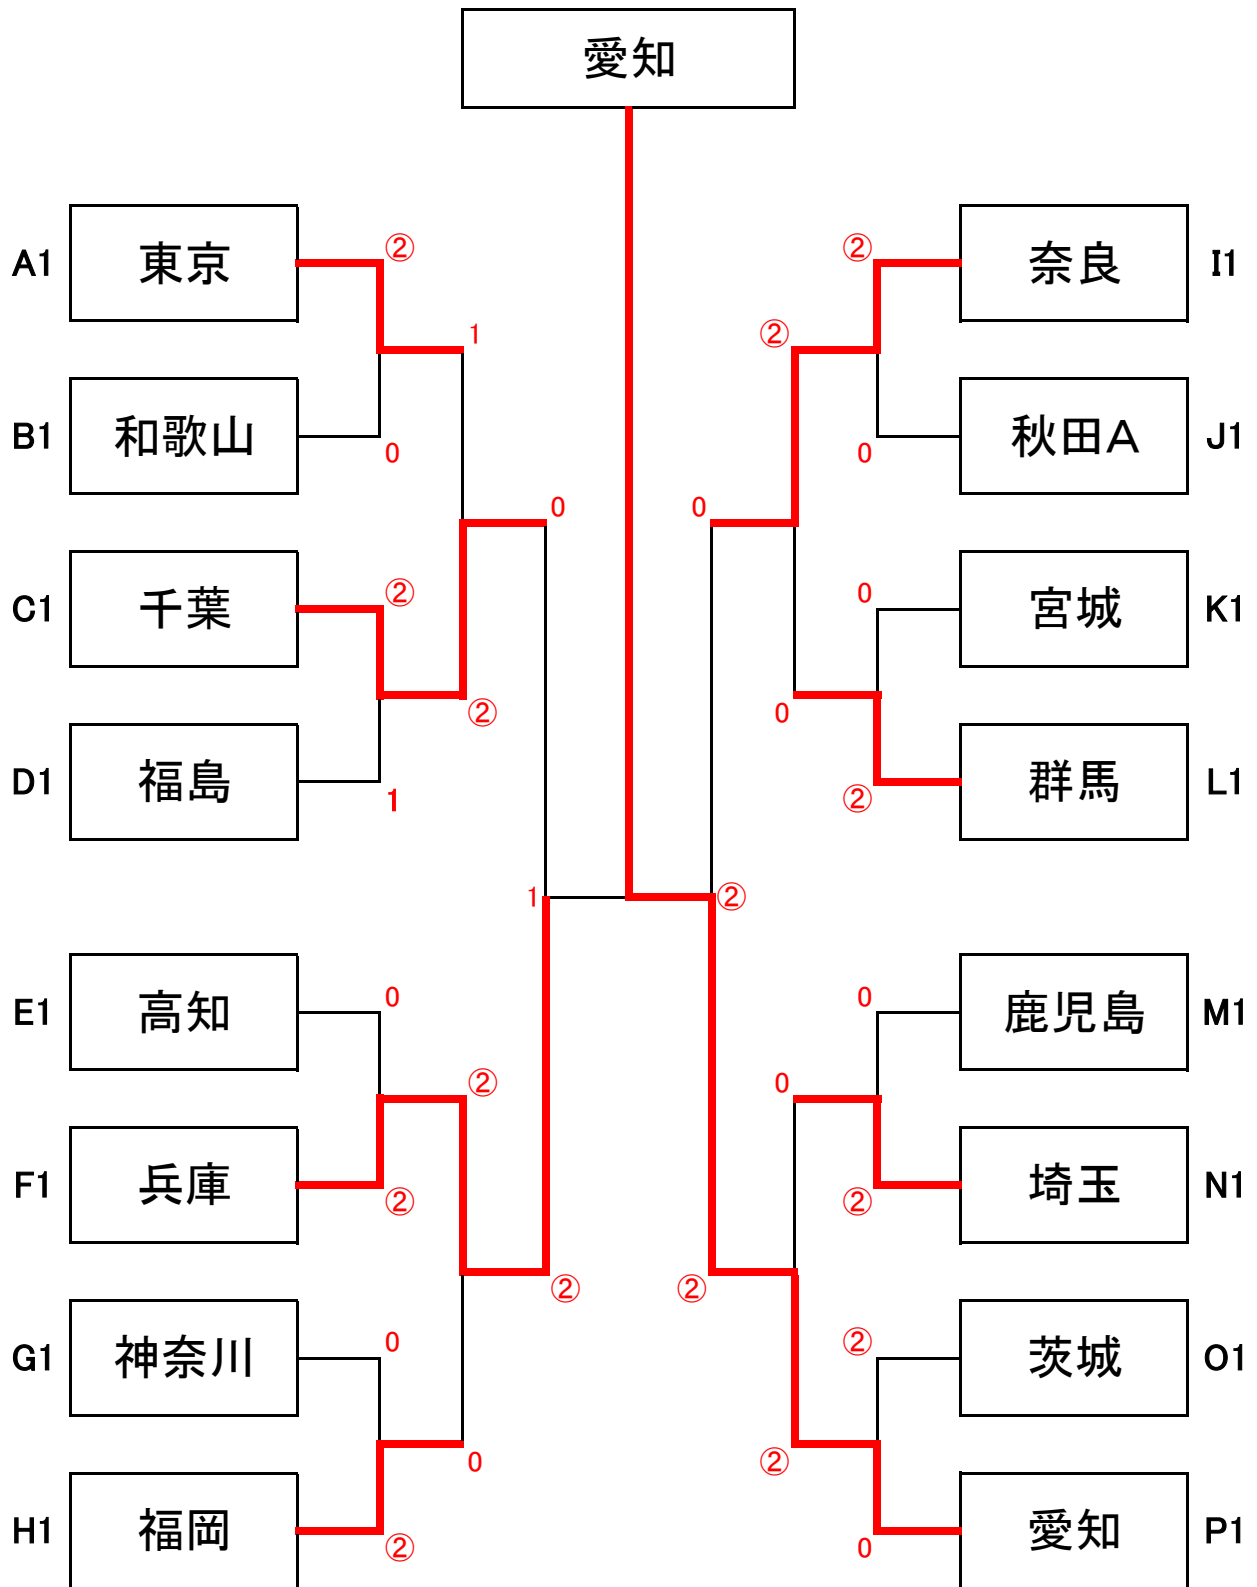 愛知
A1 東京 ② ② 奈良 I1
1 ②
B1 和歌山 0 0 秋田A J1
0 0
C1 千葉 ② 0 宮城 K1
② 0
D1 福島 1 ② 群馬 L1
1 ②
E1 高知 0 0 鹿児島 M1
② 0
F1 兵庫 ② ② 埼玉 N1
② ②
G1 神奈川 0 ② 茨城 O1
0 ②
H1 福岡 ② 0 愛知 P1